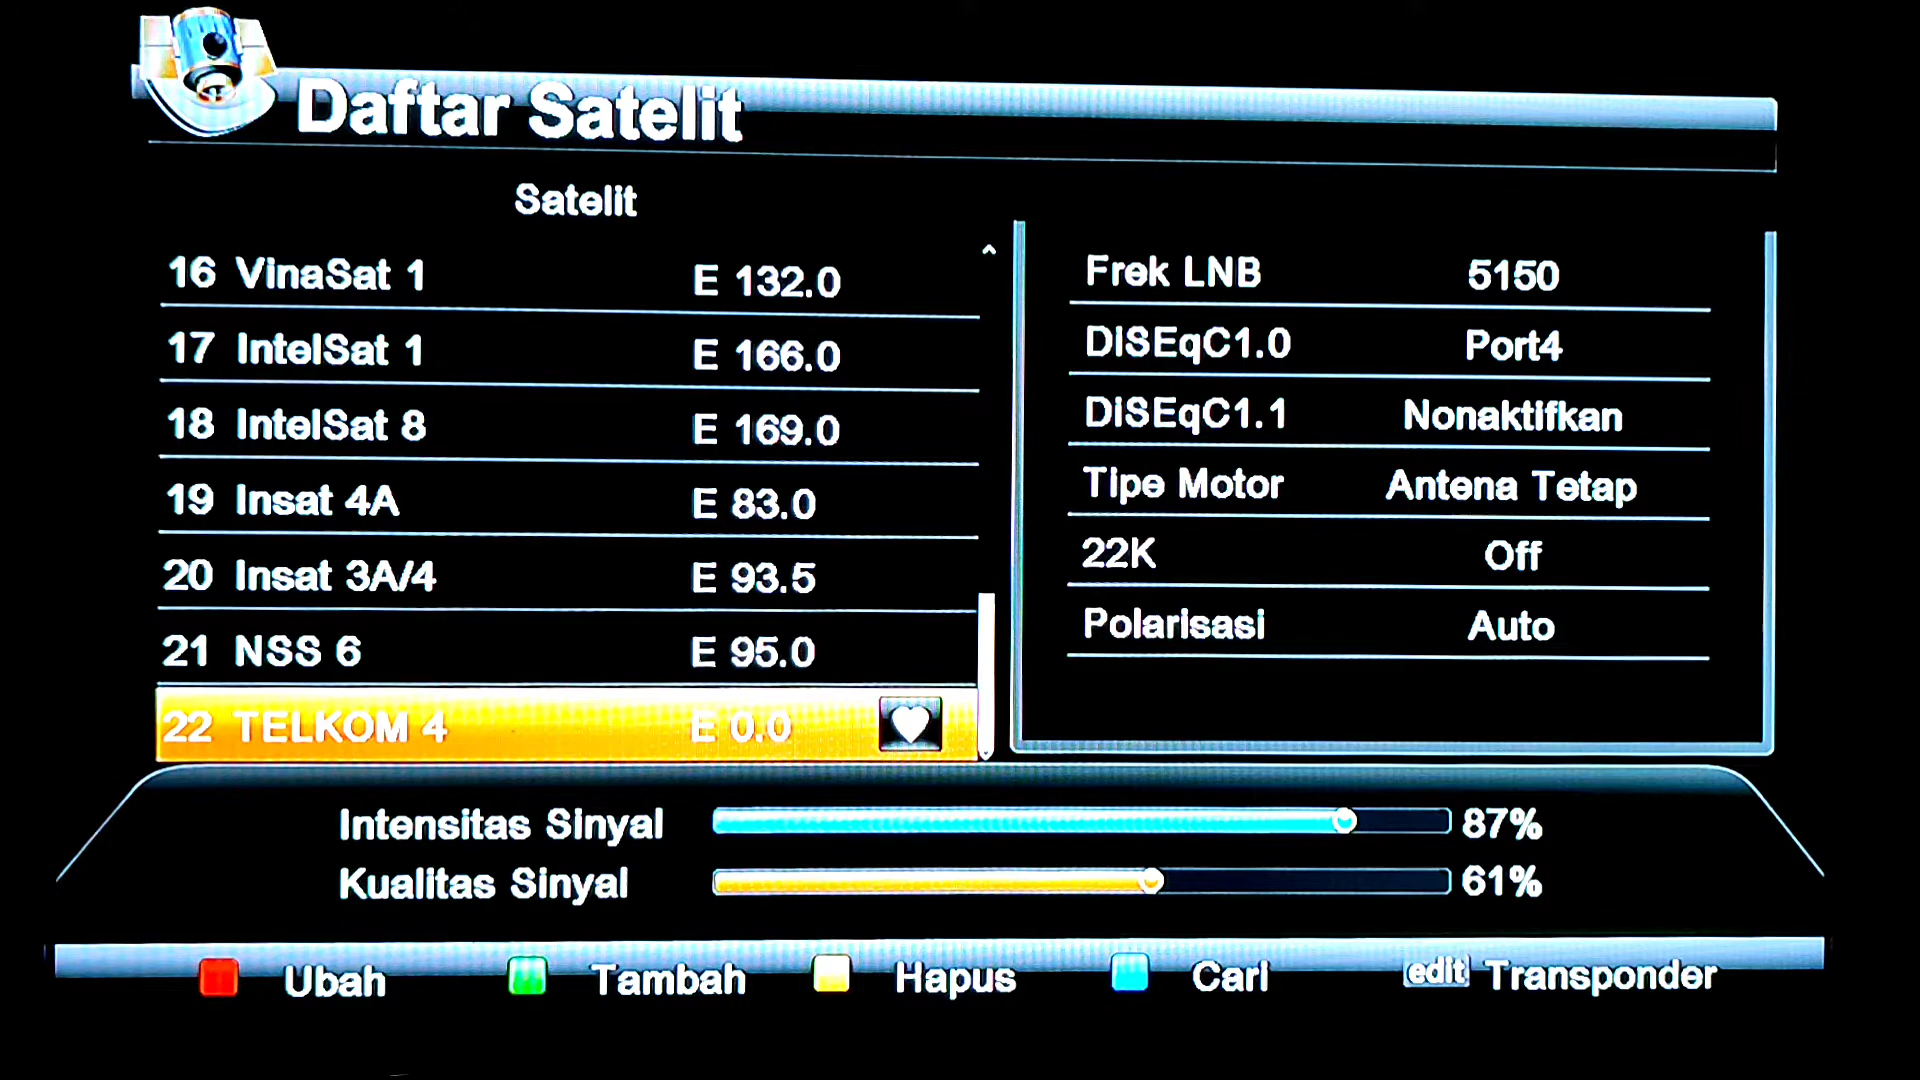 Daftar Satelit
Satelit
16 VinaSat 1 E 132.0
17 IntelSat 1 E 166.0
18 IntelSat 8 E 169.0
19 Insat 4A E 83.0
20 Insat 3A/4 E 93.5
21 NSS 6 E 95.0
22 TELKOM 4 E 0.0
Frek LNB 5150
DiSEqC1.0 Port4
DiSEqC1.1 Nonaktifkan
Tipe Motor Antena Tetap
22K Off
Polarisasi Auto
Intensitas Sinyal 87%
Kualitas Sinyal 61%
Ubah Tambah Hapus Cari edit Transponder